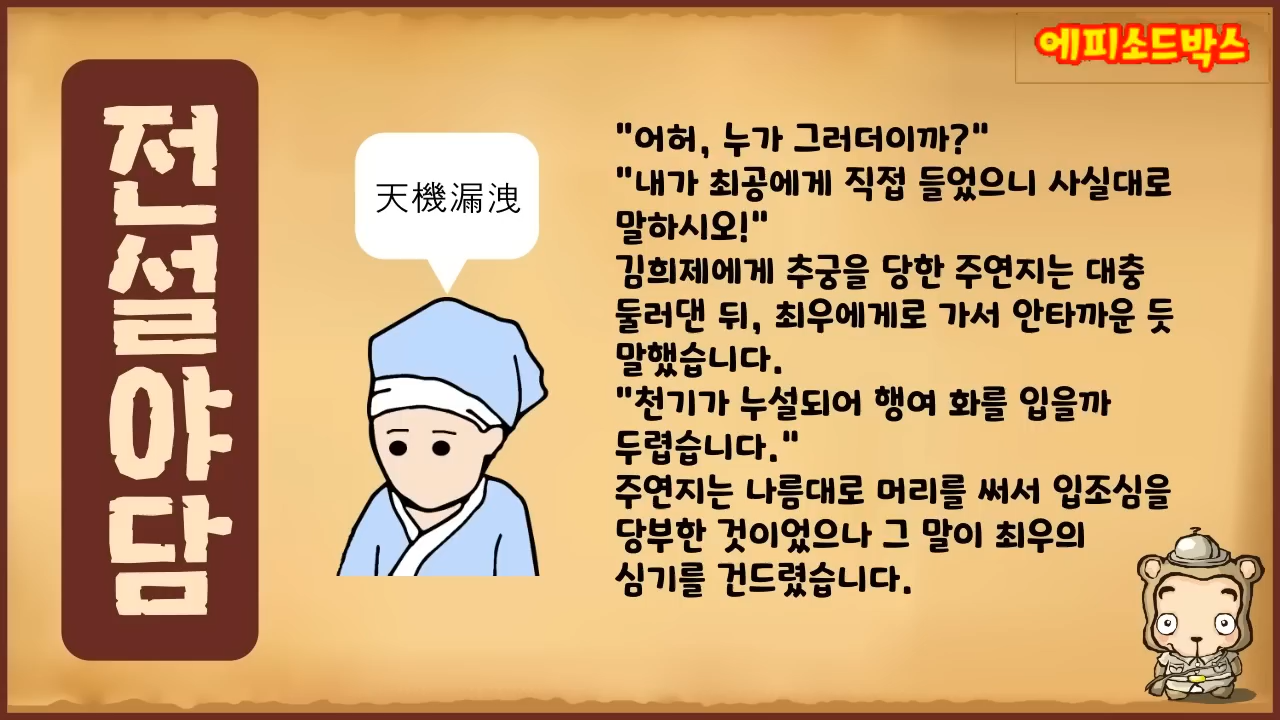 에피소드박스
전설야담
天機漏洩
"어허, 누가 그러더이까?"
"내가 최공에게 직접 들었으니 사실대로
말하시오!"
김희제에게 추궁을 당한 주연지는 대충
둘러댄 뒤, 최우에게로 가서 안타까운 듯
말했습니다.
"천기가 누설되어 행여 화를 입을까
두렵습니다."
주연지는 나름대로 머리를 써서 입조심을
당부한 것이었으나 그 말이 최우의
심기를 건드렸습니다.